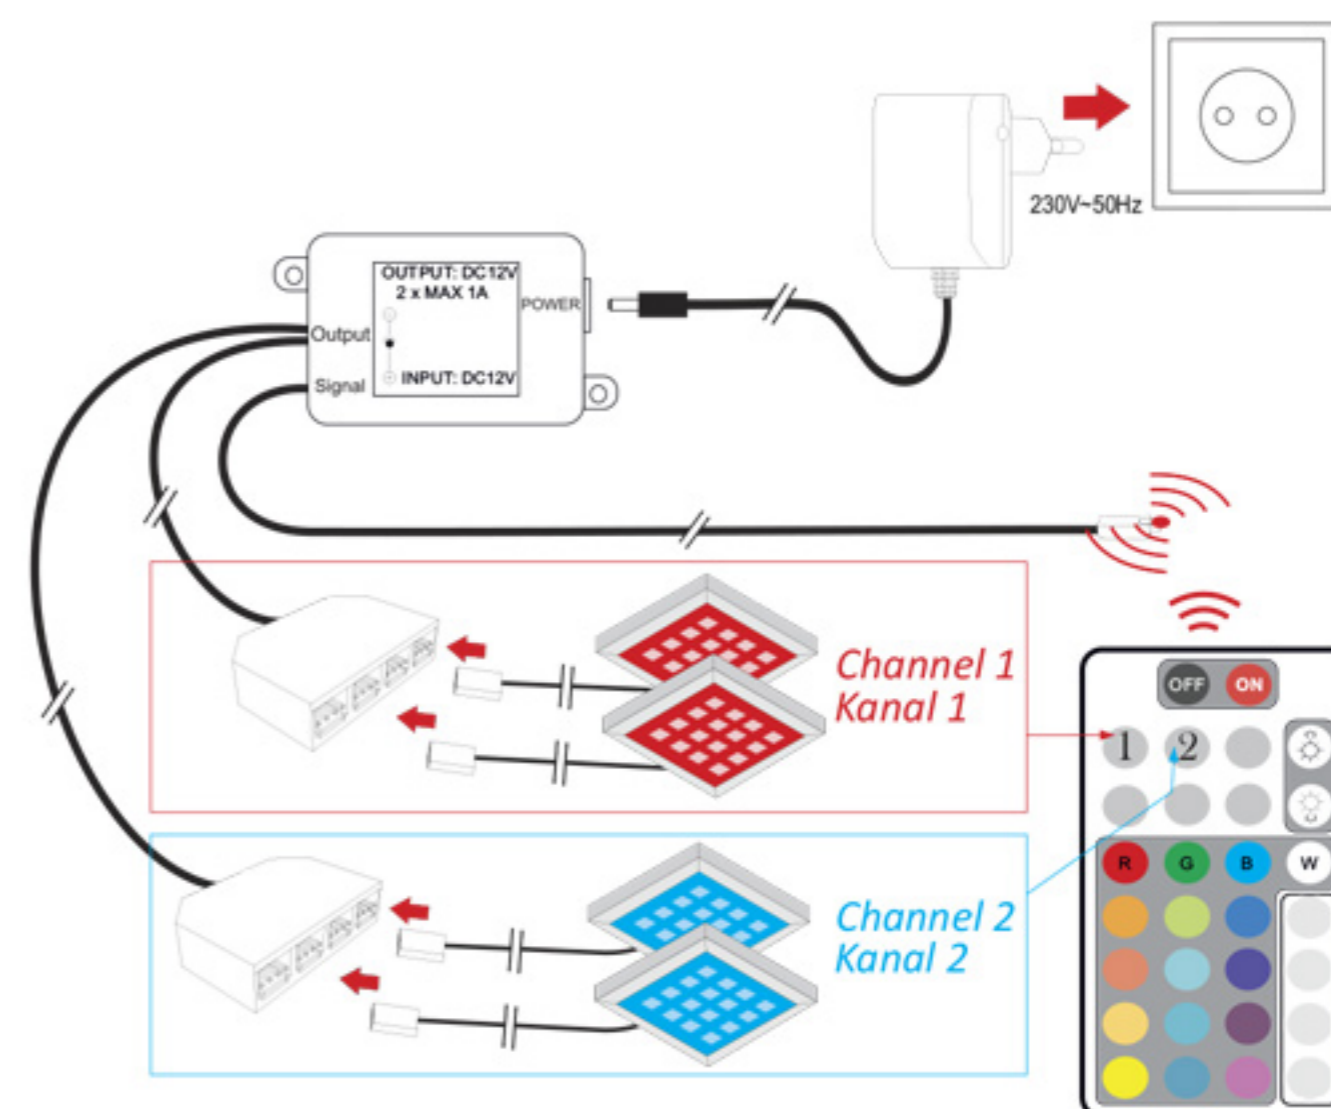 230V~50Hz
OUTPUT: DC12V
2 x MAX 1A
POWER
Output
Signal
INPUT: DC12V
Channel 1
Kanal 1
OFF ON
1 2
R G B W
Channel 2
Kanal 2